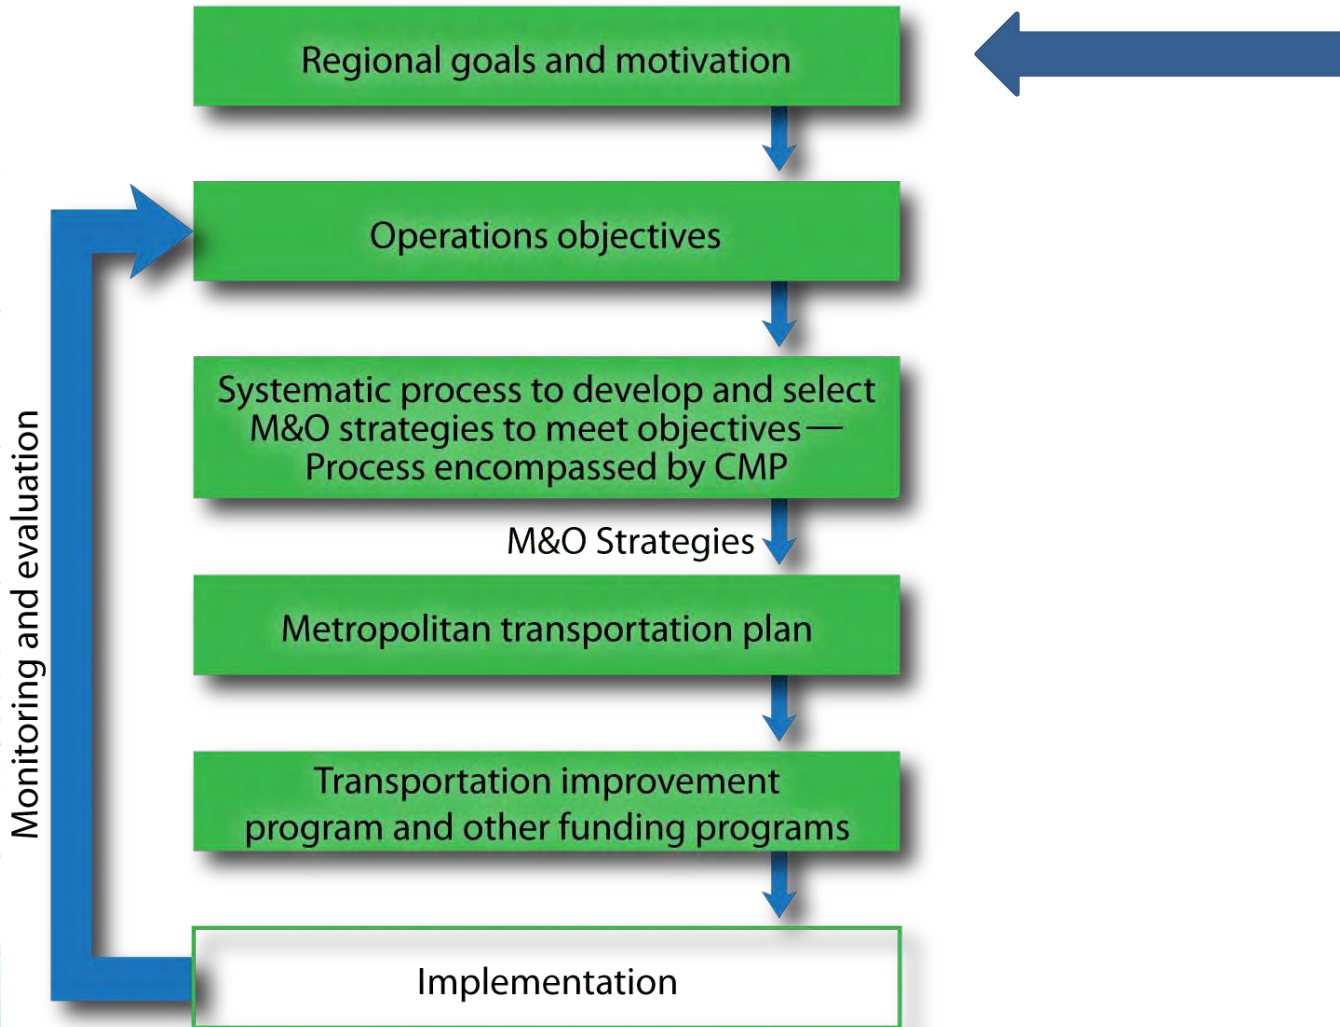 Regional goals and motivation
Operations objectives
Systematic process to develop and select
M&O strategies to meet objectives—
Process encompassed by CMP
M&O Strategies
Metropolitan transportation plan
Transportation improvement
program and other funding programs
Implementation
Monitoring and evaluation